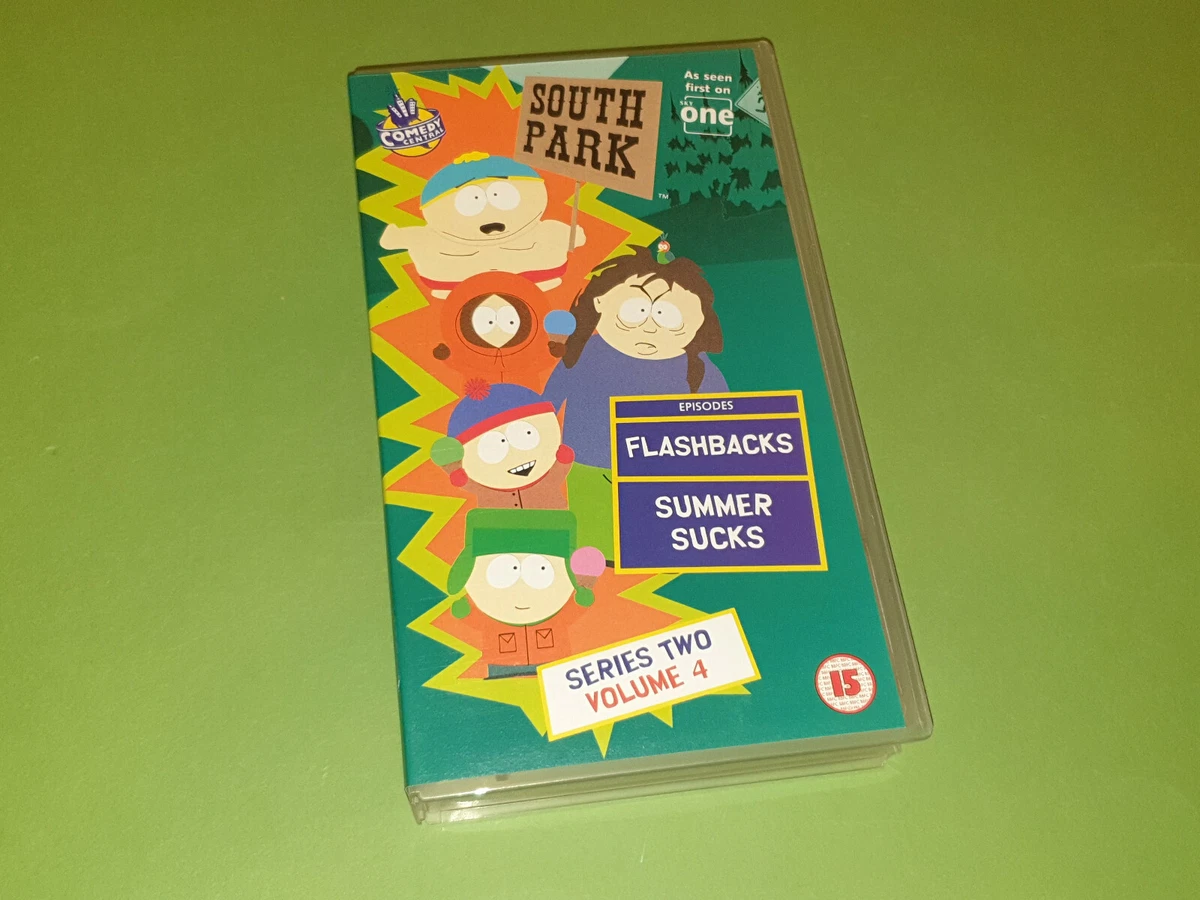 COMEDY
CENTRAL
SOUTH
PARK
™
As seen
first on
sky
one
EPISODES
FLASHBACKS
SUMMER
SUCKS
SERIES TWO
VOLUME 4
15